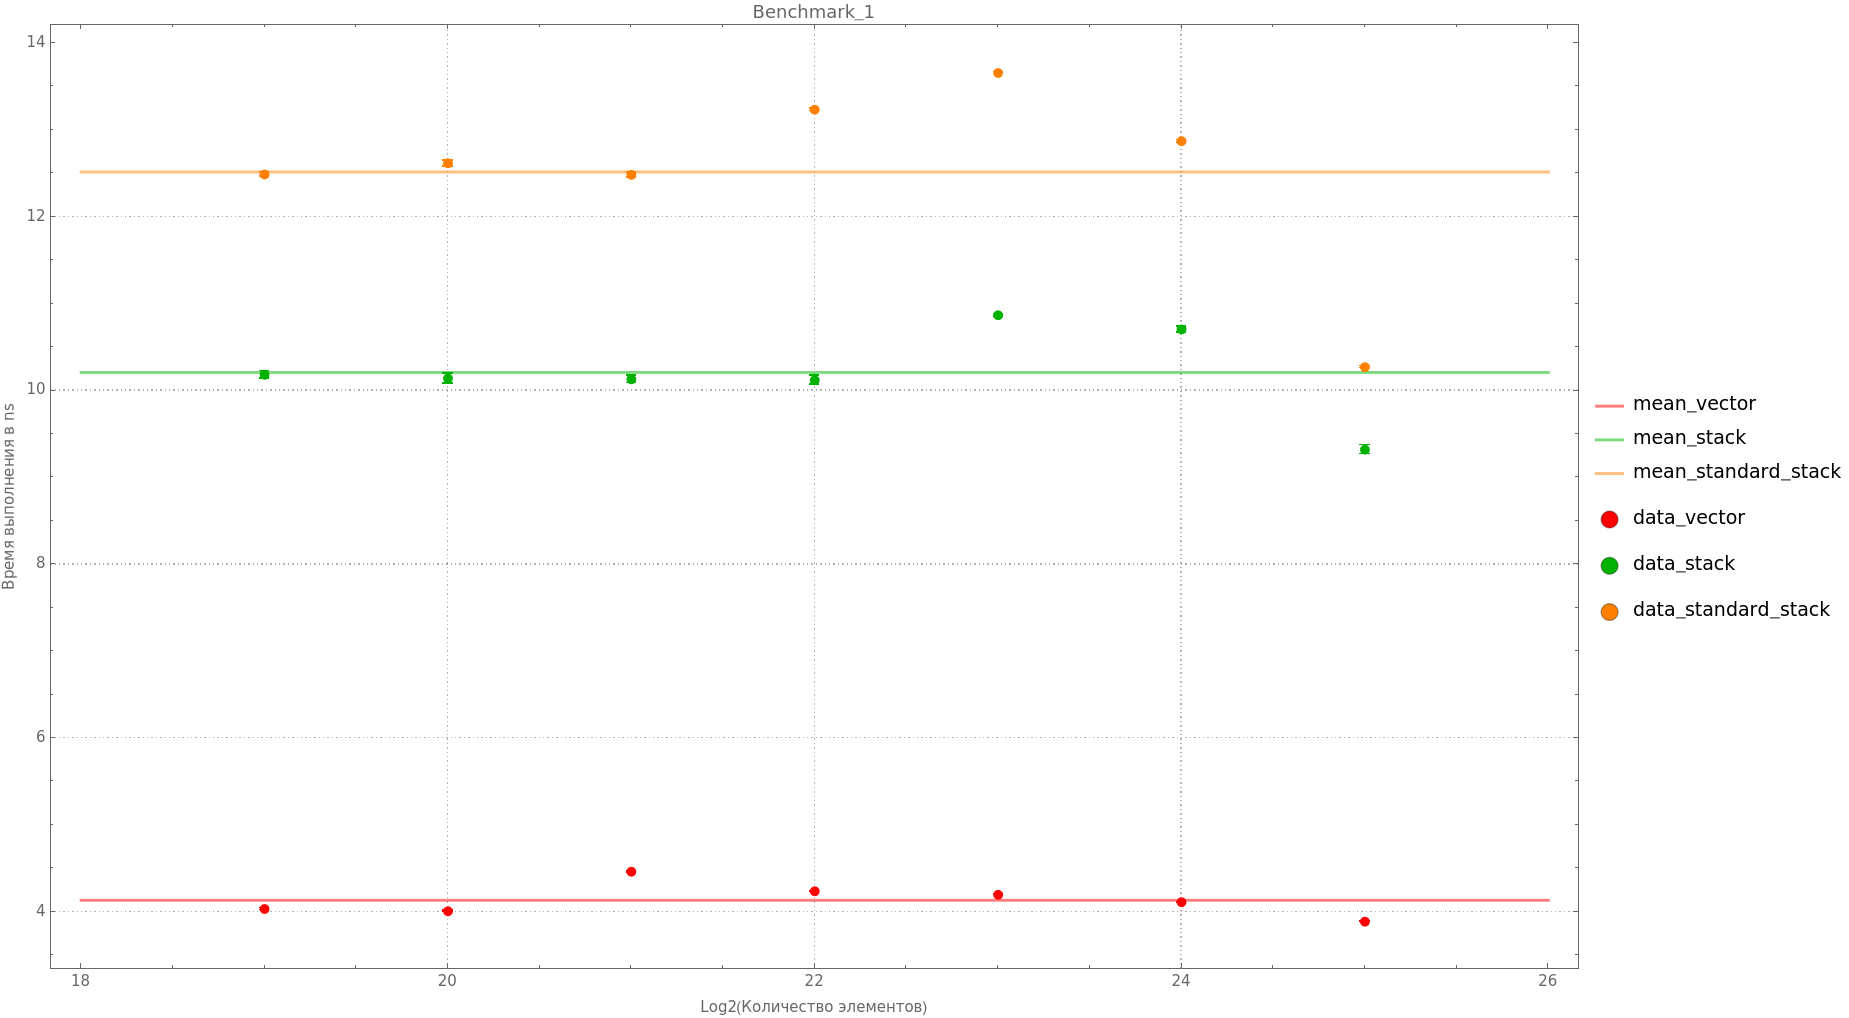 Benchmark_1
14
12
10
8
6
4
Время выполнения в ns
18
20
22
24
26
Log2(Количество элементов)
mean_vector
mean_stack
mean_standard_stack
data_vector
data_stack
data_standard_stack